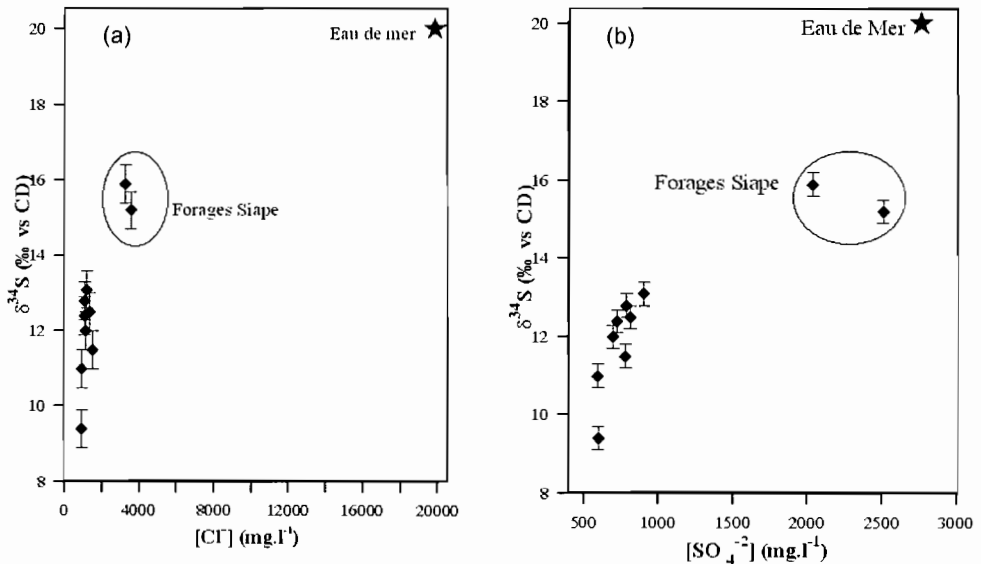 (a)
Eau de mer
Forages Siape
δ³⁴S (‰ vs CD)
20
18
16
14
12
10
8
0
4000
8000
12000
16000
20000
[Cl⁻] (mg.l⁻¹)
(b)
Eau de Mer
Forages Siape
δ³⁴S (‰ vs CD)
20
18
16
14
12
10
8
500
1000
1500
2000
2500
3000
[SO₄⁻²] (mg.l⁻¹)